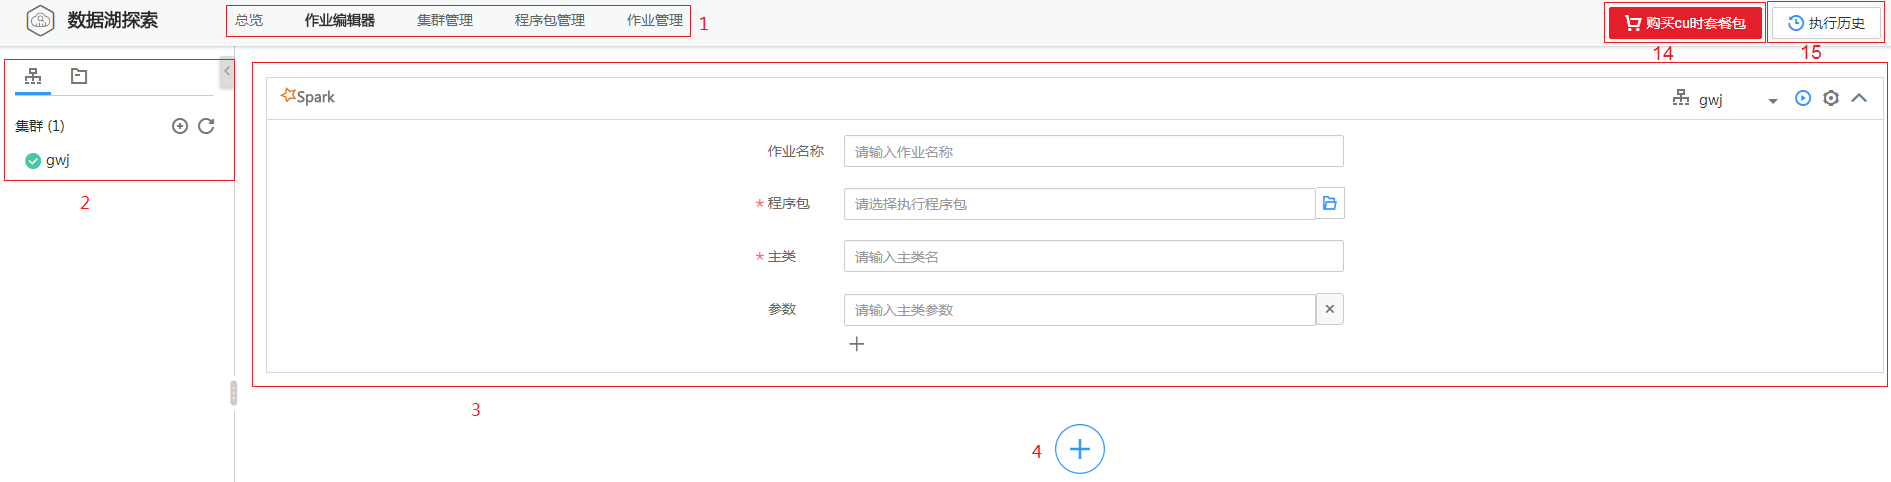 数据湖探索 总览 作业编辑器 集群管理 程序包管理 作业管理 1 购买cu时套餐包 执行历史
14 15
集群 (1)
gwj
2
Spark gwj
作业名称 请输入作业名称
* 程序包 请选择执行程序包
* 主类 请输入主类名
参数 请输入主类参数
3
4